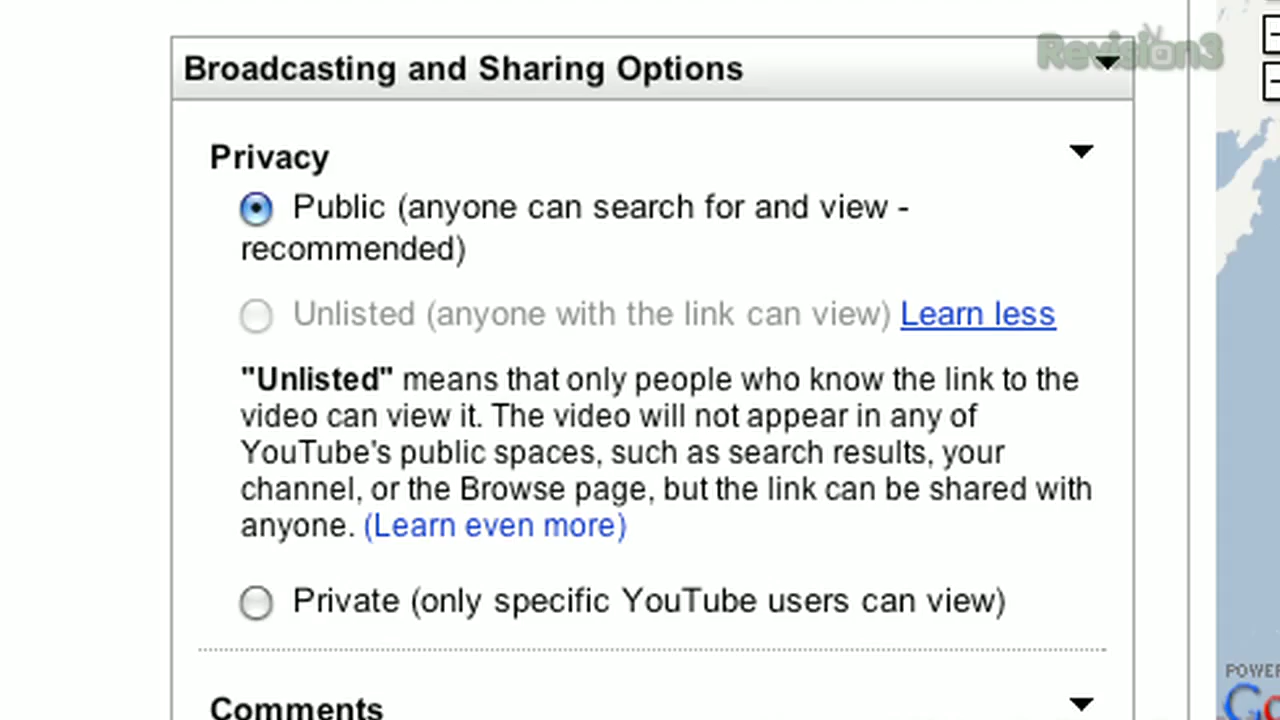 Revision3
Broadcasting and Sharing Options
Privacy
Public (anyone can search for and view -
recommended)
Unlisted (anyone with the link can view) Learn less
"Unlisted" means that only people who know the link to the
video can view it. The video will not appear in any of
YouTube's public spaces, such as search results, your
channel, or the Browse page, but the link can be shared with
anyone. (Learn even more)
Private (only specific YouTube users can view)
Comments